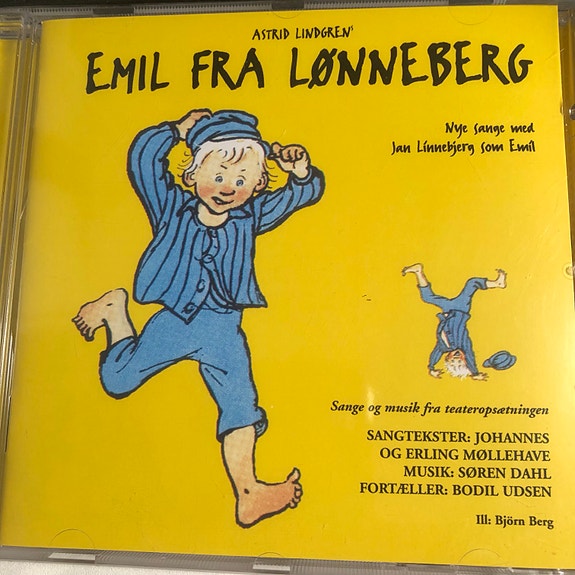 ASTRID LINDGRENS
EMIL FRA LØNNEBERG
Nye sange med
Jan Linnebjerg som Emil
Sange og musik fra teateropsætningen
SANGTEKSTER: JOHANNES
OG ERLING MØLLEHAVE
MUSIK: SØREN DAHL
FORTÆLLER: BODIL UDSEN
Ill: Björn Berg